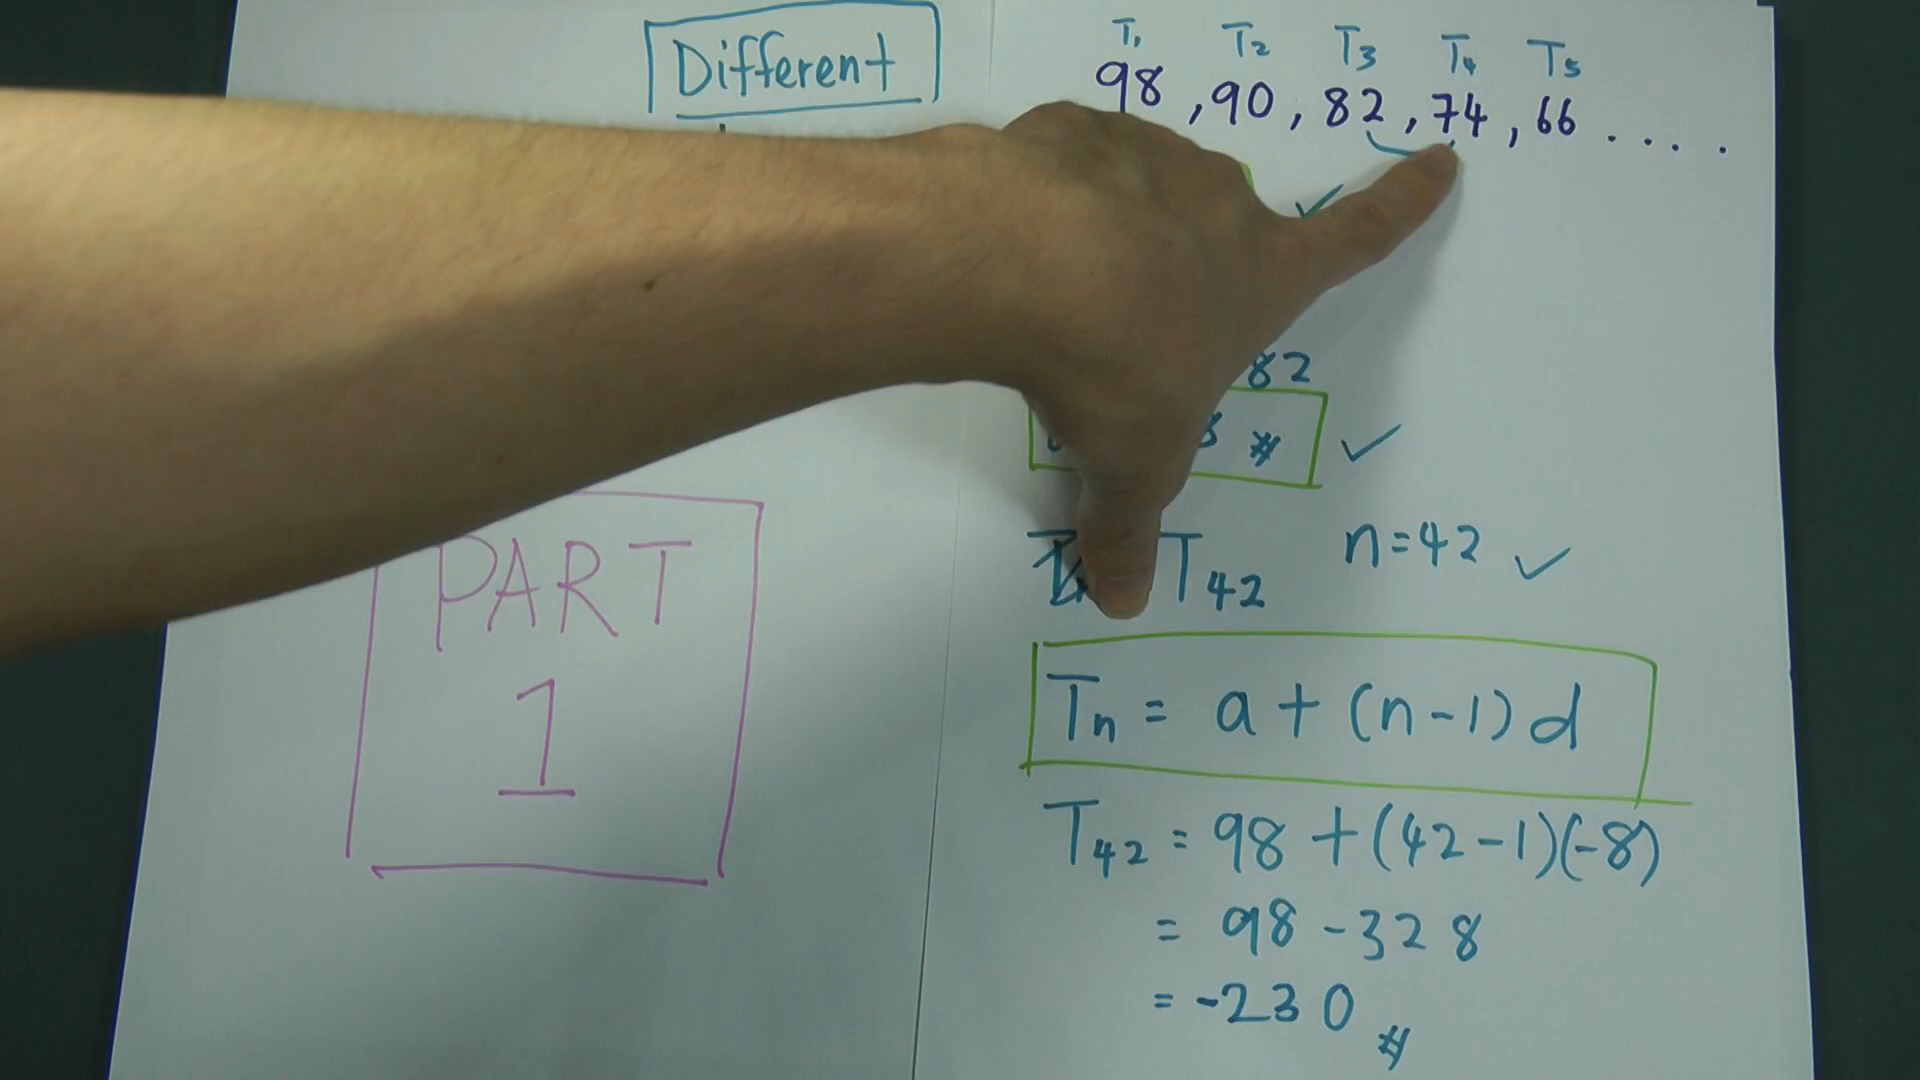 Different
T1 T2 T3 T4 T5
98 , 90 , 82 , 74 , 66 . . . .
82
n=42
T42
PART
1
Tn = a + (n-1) d
T42 = 98 + (42-1)(-8)
= 98 - 328
= -230